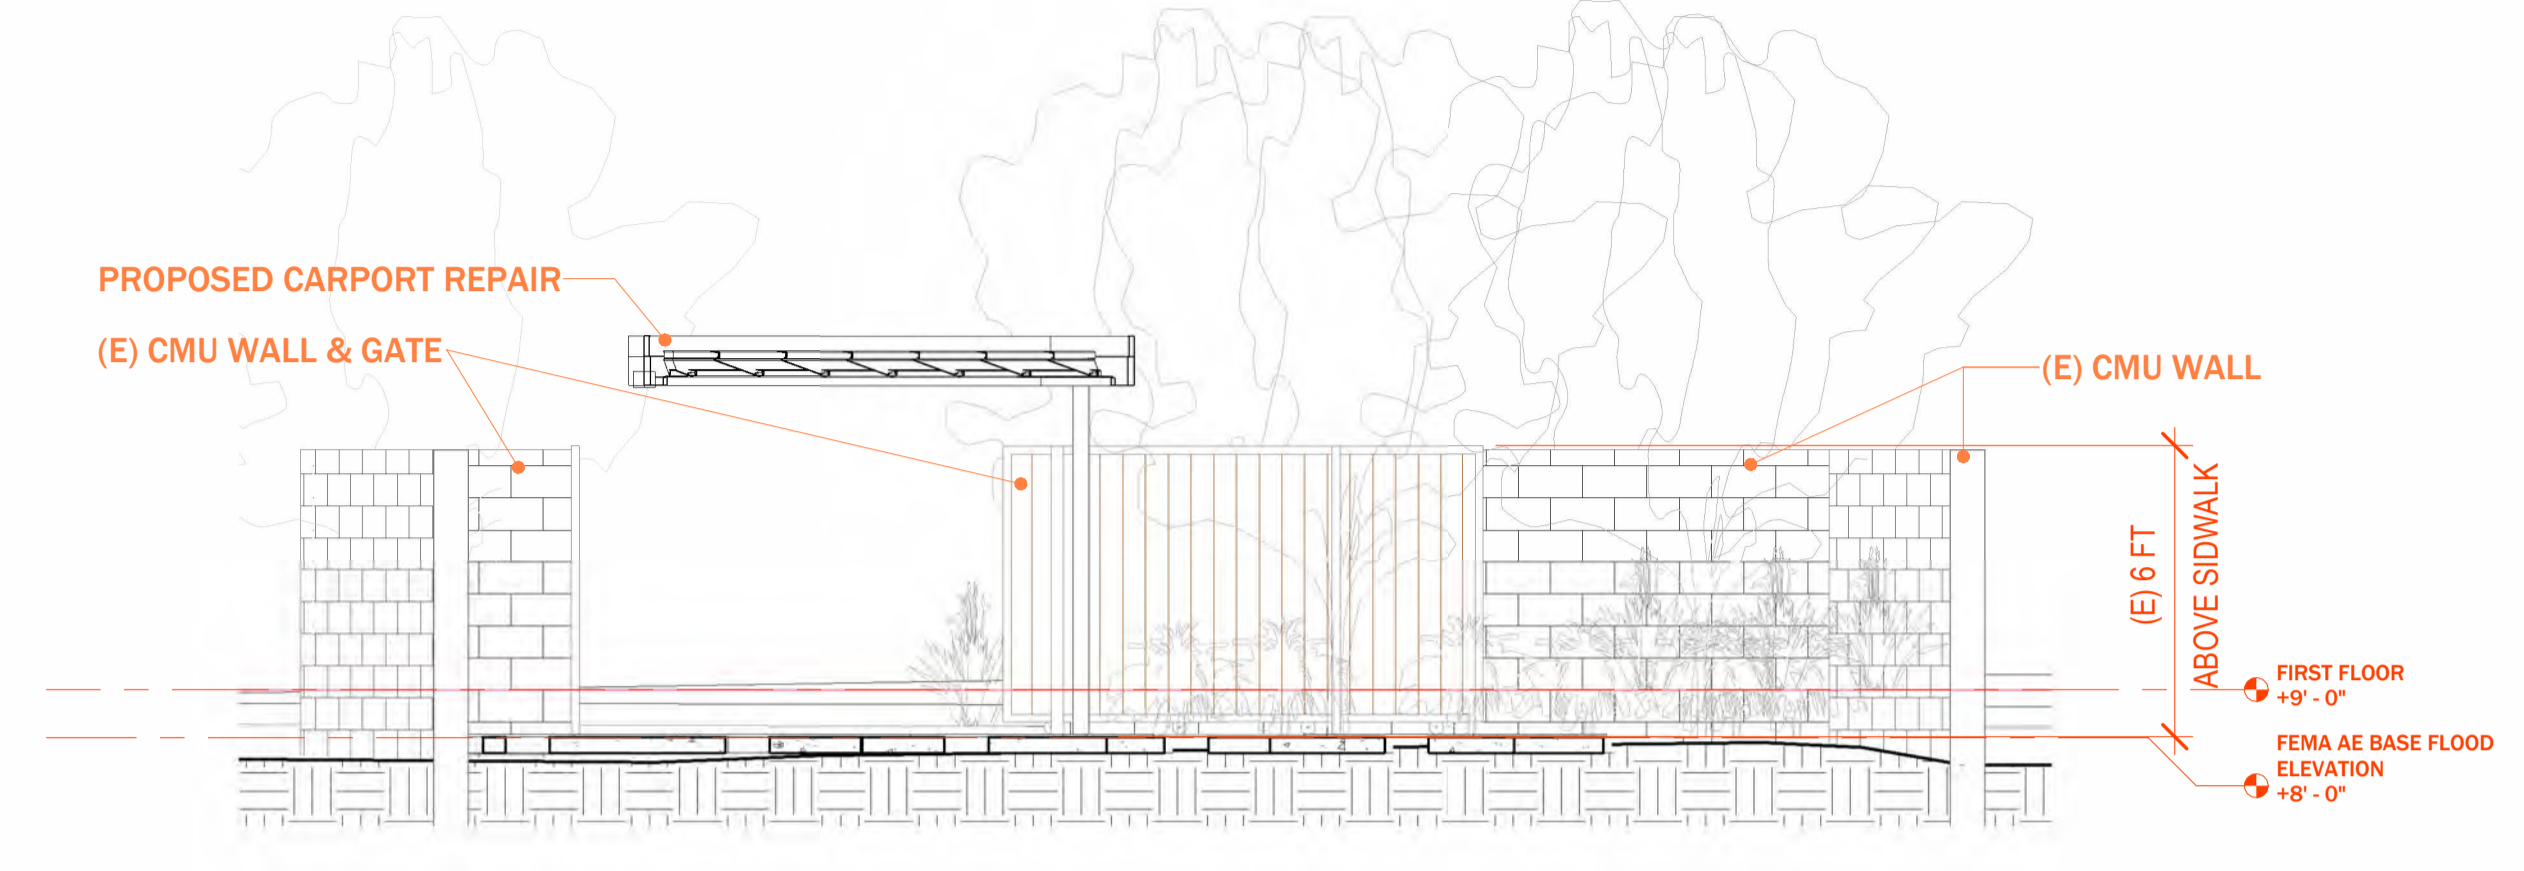 PROPOSED CARPORT REPAIR
(E) CMU WALL & GATE
(E) CMU WALL
(E) 6 FT
ABOVE SIDWALK
FIRST FLOOR
+9' - 0"
FEMA AE BASE FLOOD
ELEVATION
+8' - 0"